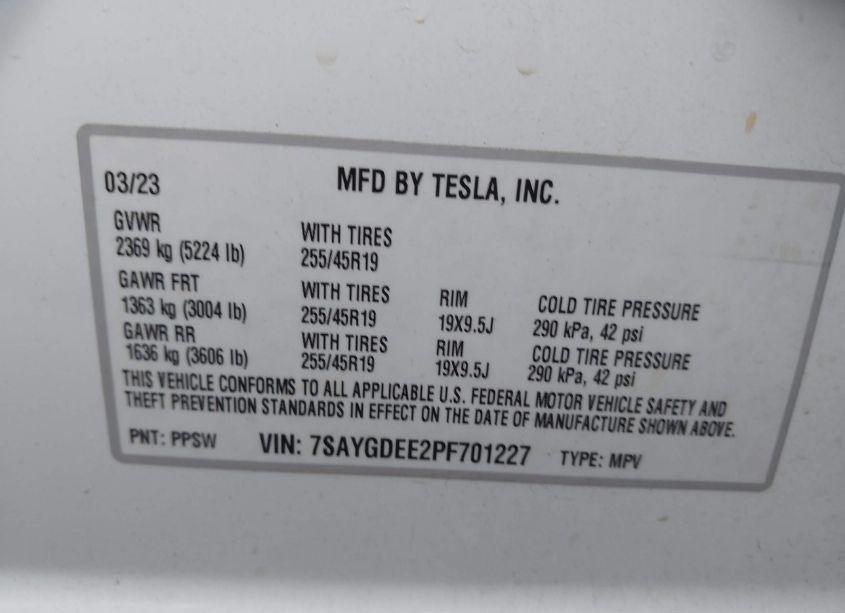 03/23 MFD BY TESLA, INC.
GVWR WITH TIRES
2369 kg (5224 lb) 255/45R19
GAWR FRT WITH TIRES RIM COLD TIRE PRESSURE
1363 kg (3004 lb) 255/45R19 19X9.5J 290 kPa, 42 psi
GAWR RR WITH TIRES RIM COLD TIRE PRESSURE
1636 kg (3606 lb) 255/45R19 19X9.5J 290 kPa, 42 psi
THIS VEHICLE CONFORMS TO ALL APPLICABLE U.S. FEDERAL MOTOR VEHICLE SAFETY AND
THEFT PREVENTION STANDARDS IN EFFECT ON THE DATE OF MANUFACTURE SHOWN ABOVE.
PNT: PPSW VIN: 7SAYGDEE2PF701227 TYPE: MPV